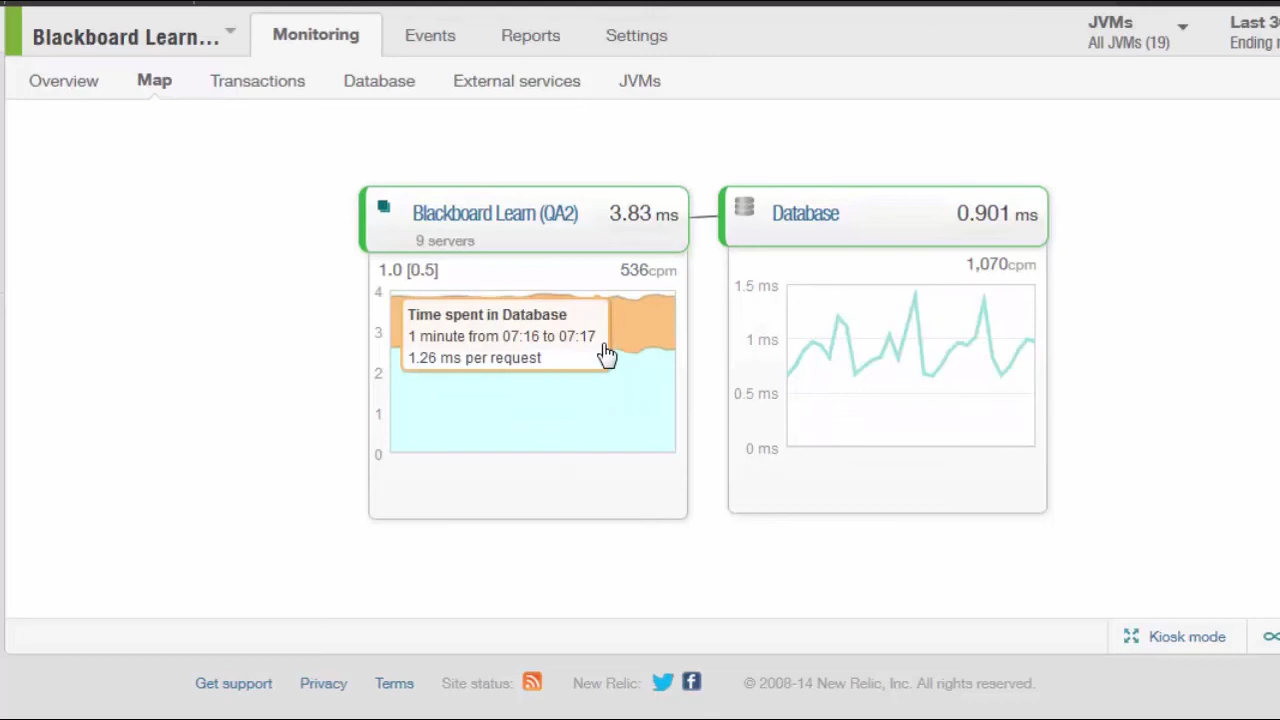 Blackboard Learn...
Monitoring
Events
Reports
Settings
JVMs
All JVMs (19)
Last
Ending
Overview
Map
Transactions
Database
External services
JVMs
Blackboard Learn (QA2)
3.83 ms
9 servers
1.0 [0.5]
536cpm
4
3
2
1
0
Time spent in Database
1 minute from 07:16 to 07:17
1.26 ms per request
Database
0.901 ms
1,070cpm
1.5 ms
1 ms
0.5 ms
0 ms
Kiosk mode
Get support
Privacy
Terms
Site status:
New Relic:
© 2008-14 New Relic, Inc. All rights reserved.